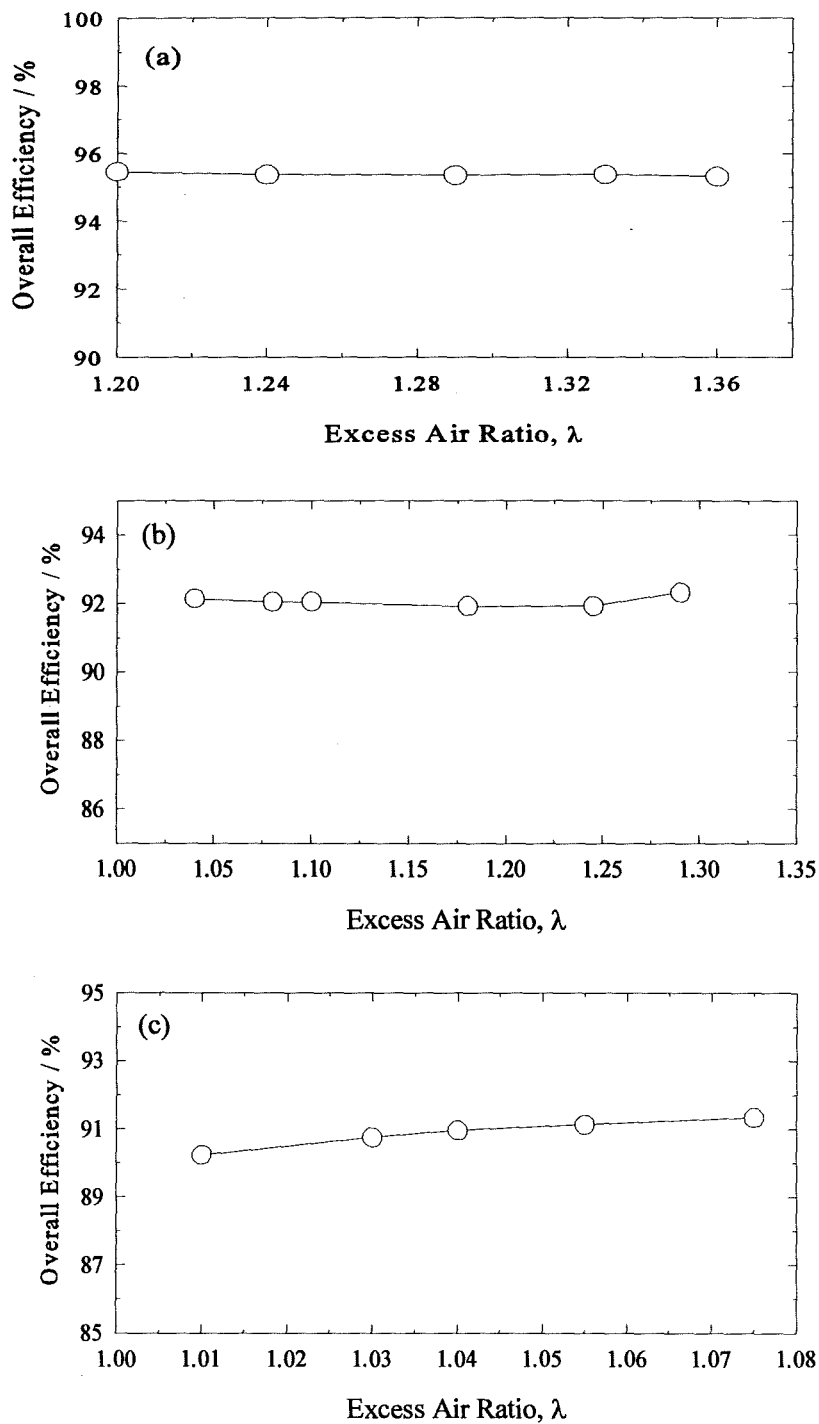 (a)
Overall Efficiency / %
100
98
96
94
92
90
1.20 1.24 1.28 1.32 1.36
Excess Air Ratio, λ
(b)
Overall Efficiency / %
94
92
90
88
86
1.00 1.05 1.10 1.15 1.20 1.25 1.30 1.35
Excess Air Ratio, λ
(c)
Overall Efficiency / %
95
93
91
89
87
85
1.00 1.01 1.02 1.03 1.04 1.05 1.06 1.07 1.08
Excess Air Ratio, λ